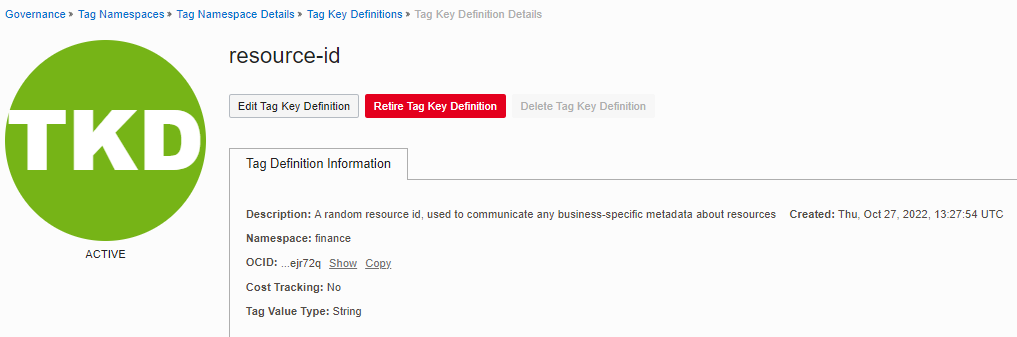 Governance » Tag Namespaces » Tag Namespace Details » Tag Key Definitions » Tag Key Definition Details
resource-id
TKD
Edit Tag Key Definition Retire Tag Key Definition Delete Tag Key Definition
Tag Definition Information
Description: A random resource id, used to communicate any business-specific metadata about resources Created: Thu, Oct 27, 2022, 13:27:54 UTC
Namespace: finance
ACTIVE
OCID: ...ejr72q Show Copy
Cost Tracking: No
Tag Value Type: String